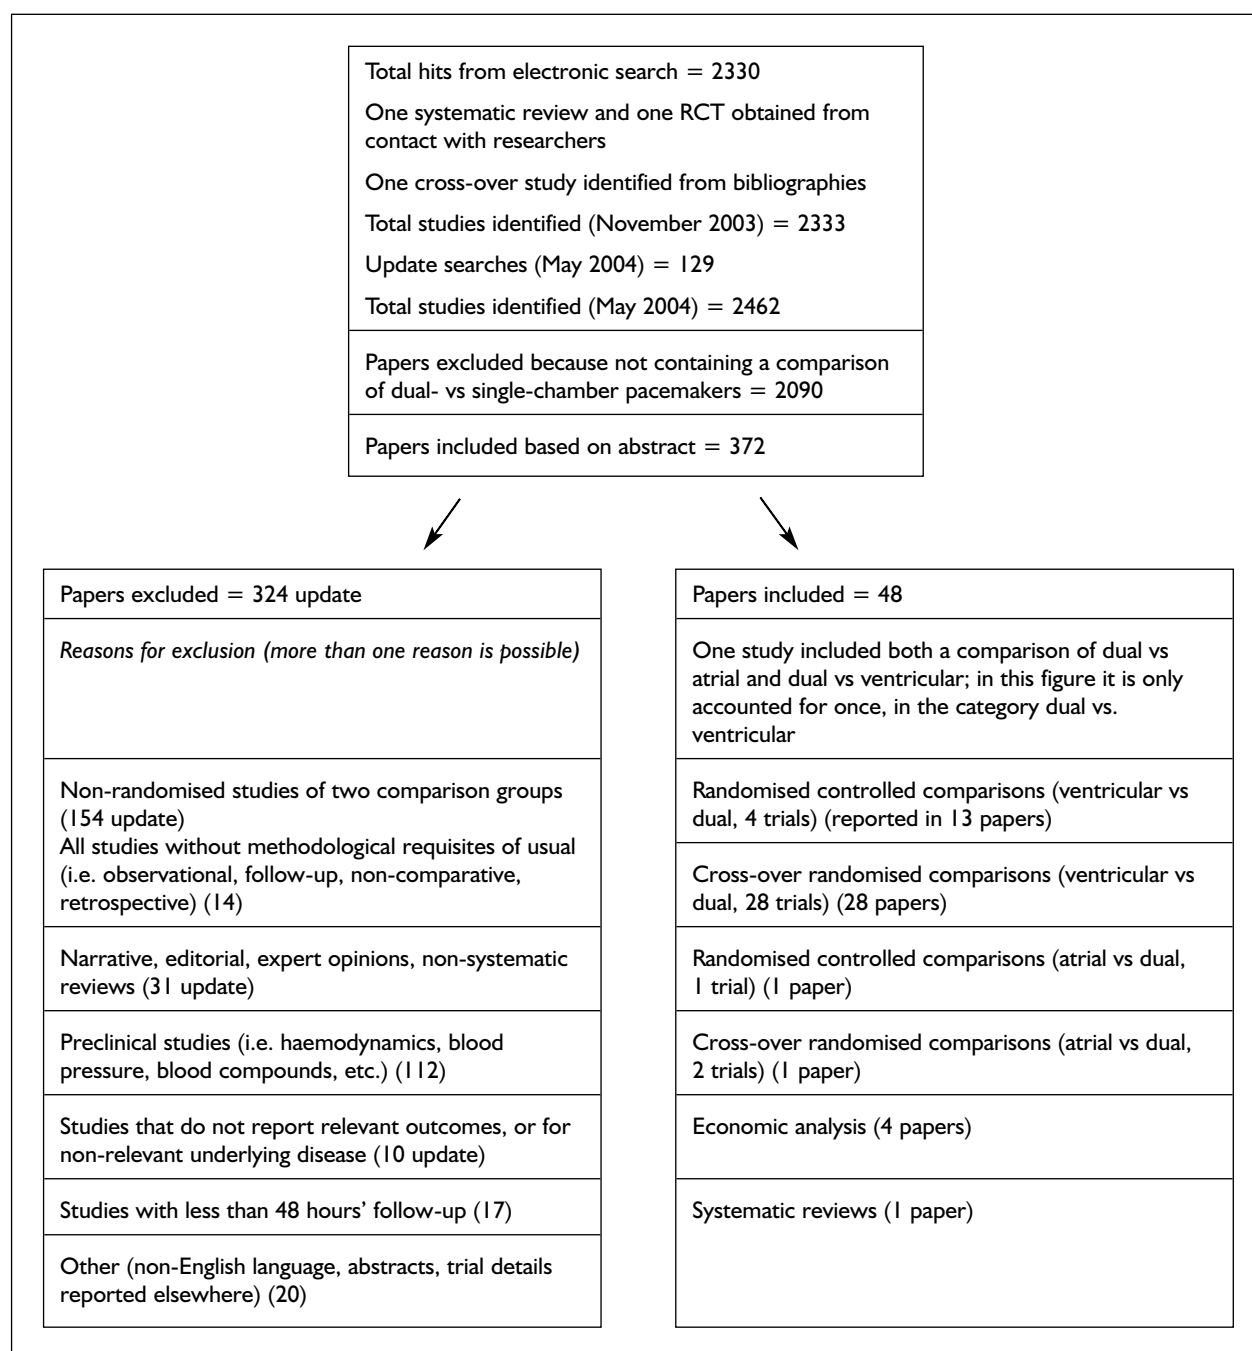 Total hits from electronic search = 2330
One systematic review and one RCT obtained from
contact with researchers
One cross-over study identified from bibliographies
Total studies identified (November 2003) = 2333
Update searches (May 2004) = 129
Total studies identified (May 2004) = 2462
Papers excluded because not containing a comparison
of dual- vs single-chamber pacemakers = 2090
Papers included based on abstract = 372
Papers excluded = 324 update
Reasons for exclusion (more than one reason is possible)
Non-randomised studies of two comparison groups
(154 update)
All studies without methodological requisites of usual
(i.e. observational, follow-up, non-comparative,
retrospective) (14)
Narrative, editorial, expert opinions, non-systematic
reviews (31 update)
Preclinical studies (i.e. haemodynamics, blood
pressure, blood compounds, etc.) (112)
Studies that do not report relevant outcomes, or for
non-relevant underlying disease (10 update)
Studies with less than 48 hours’ follow-up (17)
Other (non-English language, abstracts, trial details
reported elsewhere) (20)
Papers included = 48
One study included both a comparison of dual vs
atrial and dual vs ventricular; in this figure it is only
accounted for once, in the category dual vs.
ventricular
Randomised controlled comparisons (ventricular vs
dual, 4 trials) (reported in 13 papers)
Cross-over randomised comparisons (ventricular vs
dual, 28 trials) (28 papers)
Randomised controlled comparisons (atrial vs dual,
1 trial) (1 paper)
Cross-over randomised comparisons (atrial vs dual,
2 trials) (1 paper)
Economic analysis (4 papers)
Systematic reviews (1 paper)